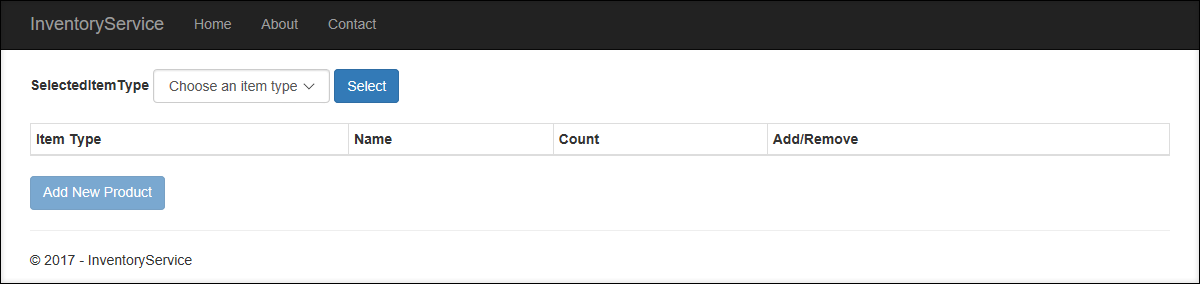 InventoryService Home About Contact
SelectedItemType Choose an item type Select
Item Type Name Count Add/Remove
Add New Product
© 2017 - InventoryService